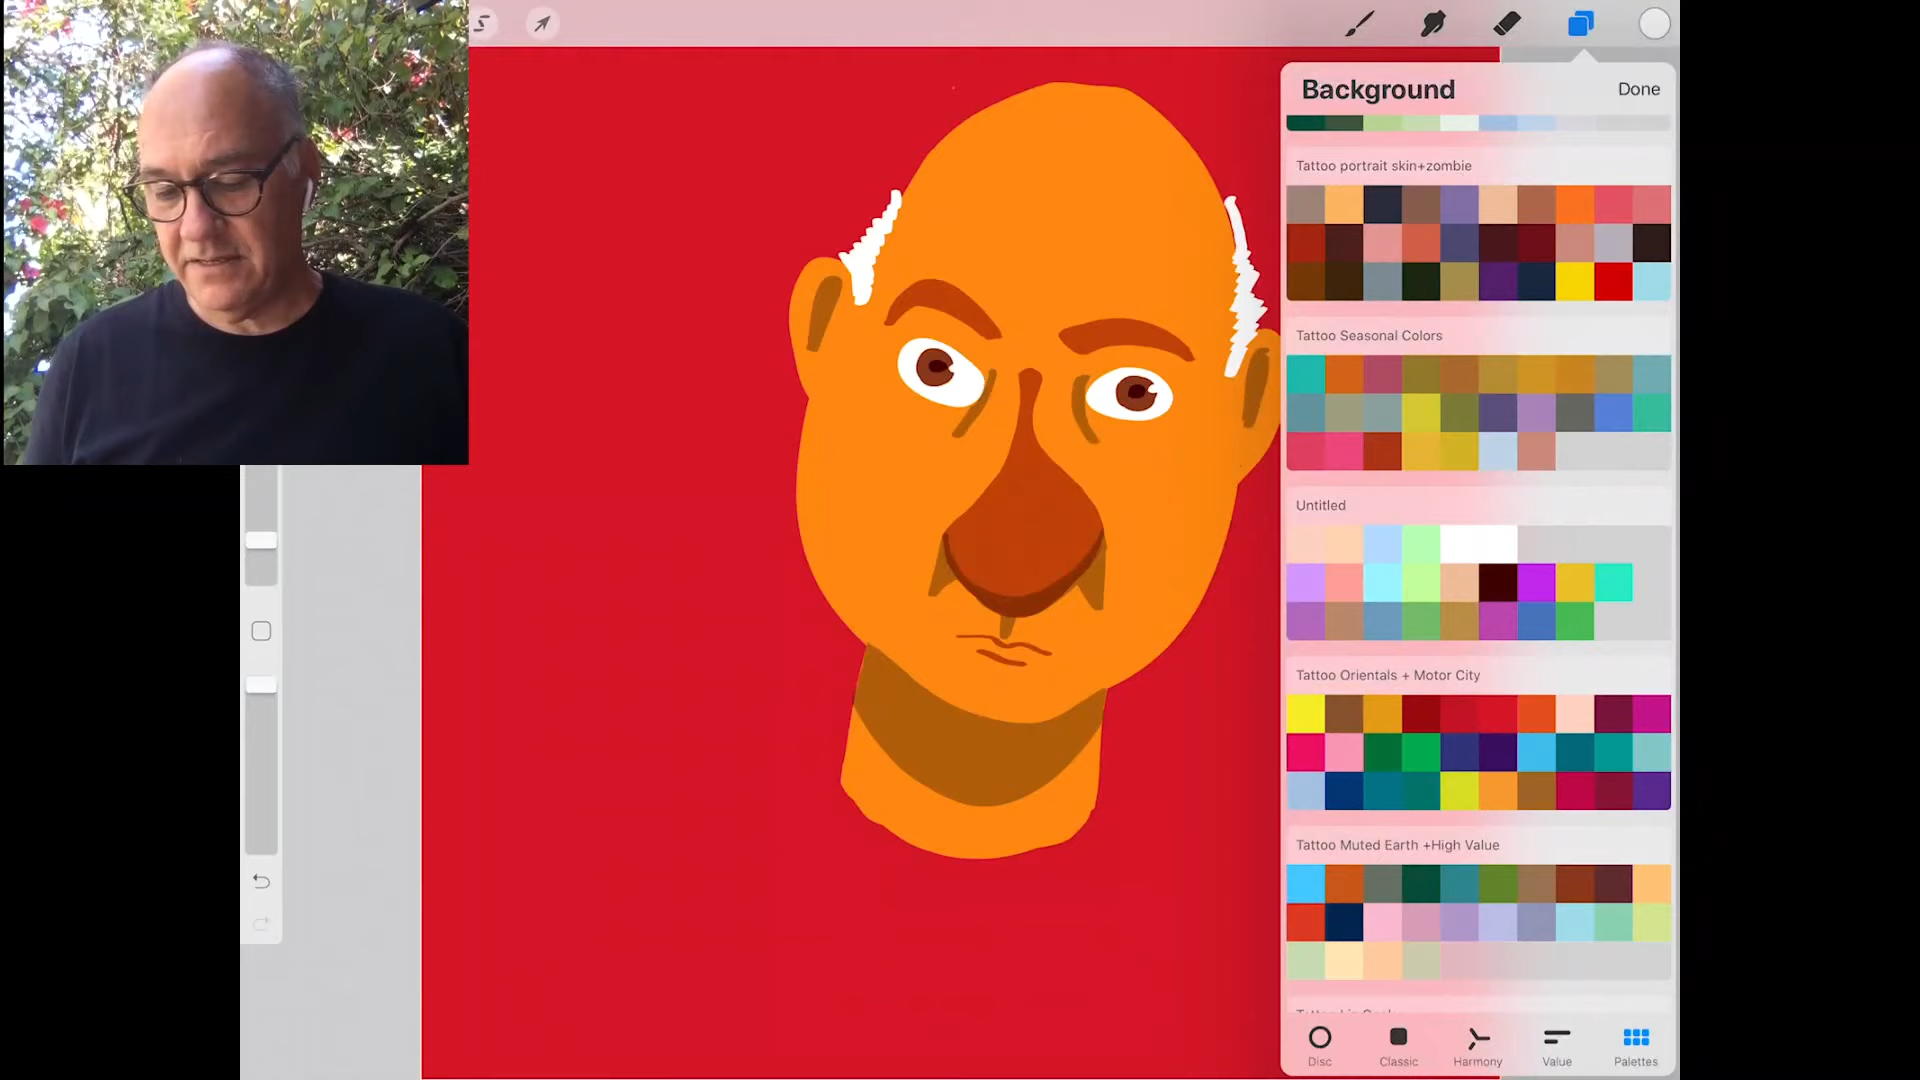 Background
Done
Tattoo portrait skin+zombie
Tattoo Seasonal Colors
Untitled
Tattoo Orientals + Motor City
Tattoo Muted Earth +High Value
Disc
Classic
Harmony
Value
Palettes